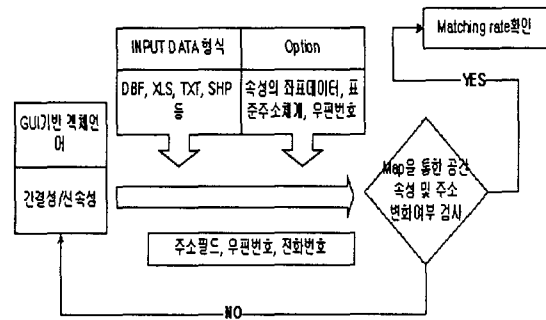 Matching rate확인
INPUT DATA 형식
Option
DBF, XLS, TXT, SHP
등
속성의 좌표데이터, 표
준주소체계, 우편번호
YES
GUI기반 객체언
어
간결성/신속성
Map을 통한 공간
속성 및 주소
변화여부 검사
주소필드, 우편번호, 전화번호
NO